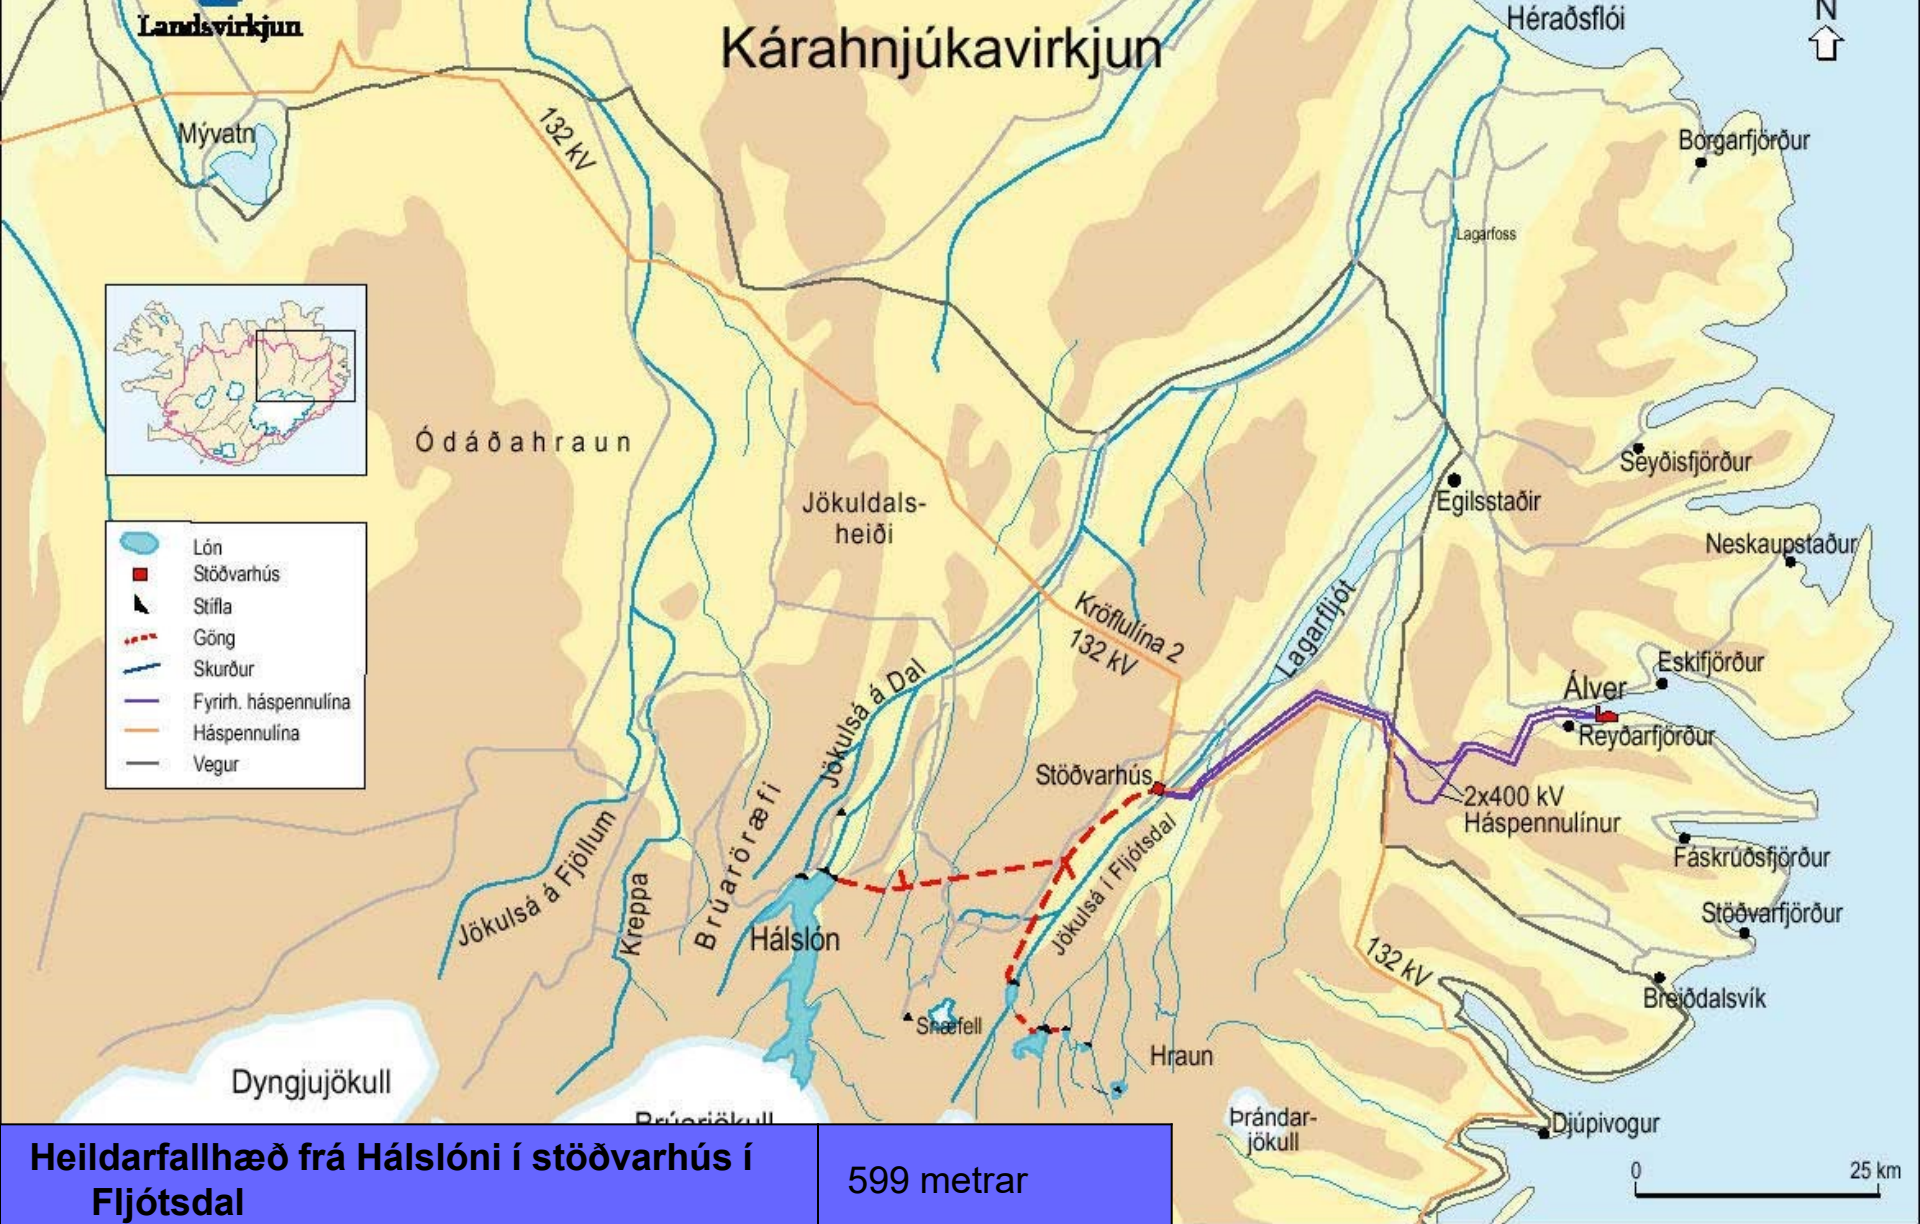 Landsvirkjun
Kárahnjúkavirkjun
Héraðsflói
N
Mývatn
132 kV
Borgarfjörður
Lagarfoss
Ódáðahraun
Jökuldals-
heiði
Seyðisfjörður
Egilsstaðir
Neskaupstaður
Lón
Stöðvarhús
Stífla
Göng
Skurður
Fyrirh. háspennulína
Háspennulína
Vegur
Kröflulína 2
132 kV
Lagarfljót
Eskifjörður
Álver
Reyðarfjörður
Jökulsá á Dal
Stöðvarhús
2x400 kV
Háspennulínur
Jökulsá á Fjöllum
Kreppa
Brúaröræfi
Jökulsá í Fljótsdal
Fáskrúðsfjörður
Stöðvarfjörður
Hálslón
132 kV
Breiðdalsvík
Snæfell
Hraun
Dyngjujökull
Brúarjökull
Þrándar-
jökull
Djúpivogur
0 25 km
Heildarfallhæð frá Hálslóni í stöðvarhús í
Fljótsdal
599 metrar